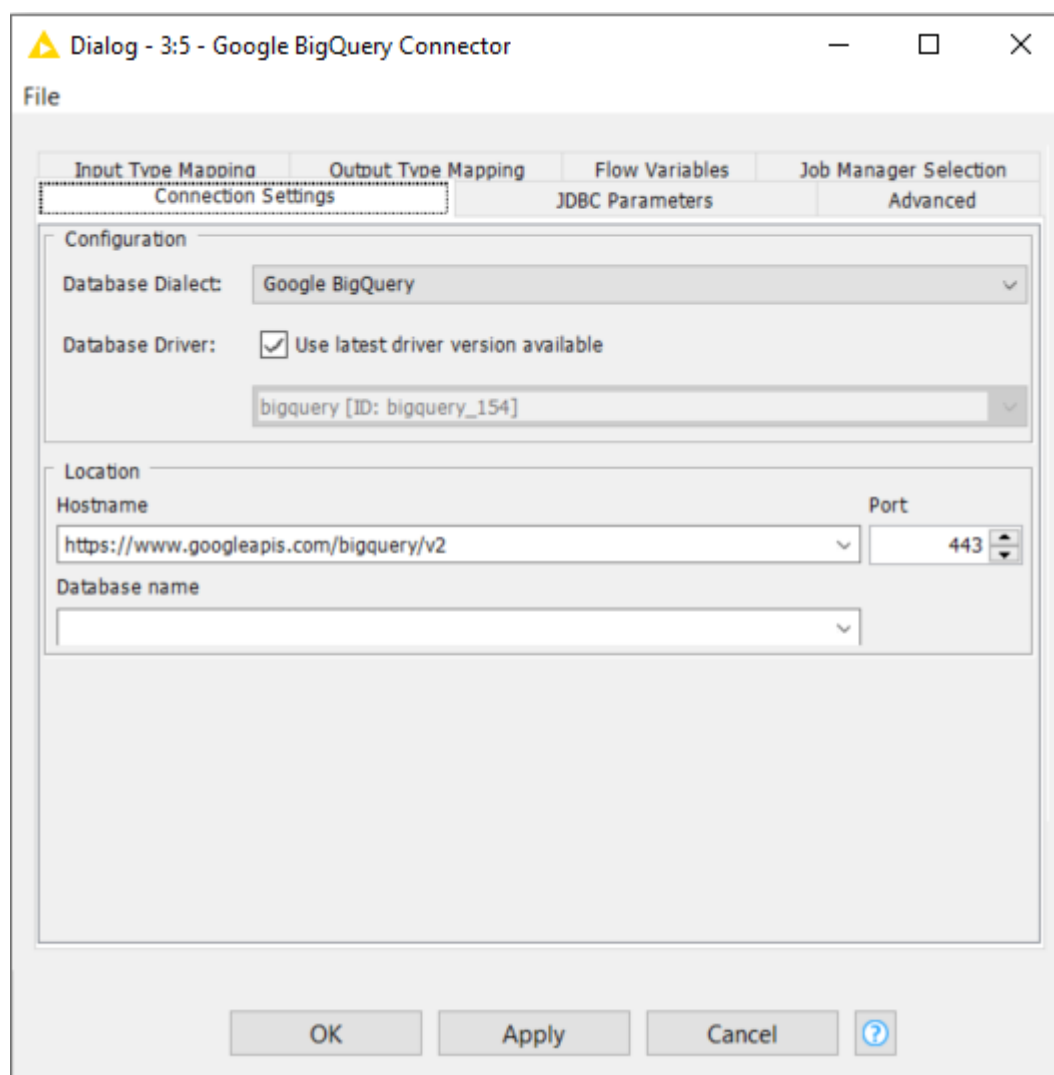 Dialog - 3:5 - Google BigQuery Connector
File
Input Type Mapping Output Type Mapping Flow Variables Job Manager Selection
Connection Settings JDBC Parameters Advanced
Configuration
Database Dialect: Google BigQuery
Database Driver: Use latest driver version available
bigquery [ID: bigquery_154]
Location
Hostname Port
https://www.googleapis.com/bigquery/v2 443
Database name
OK Apply Cancel ?